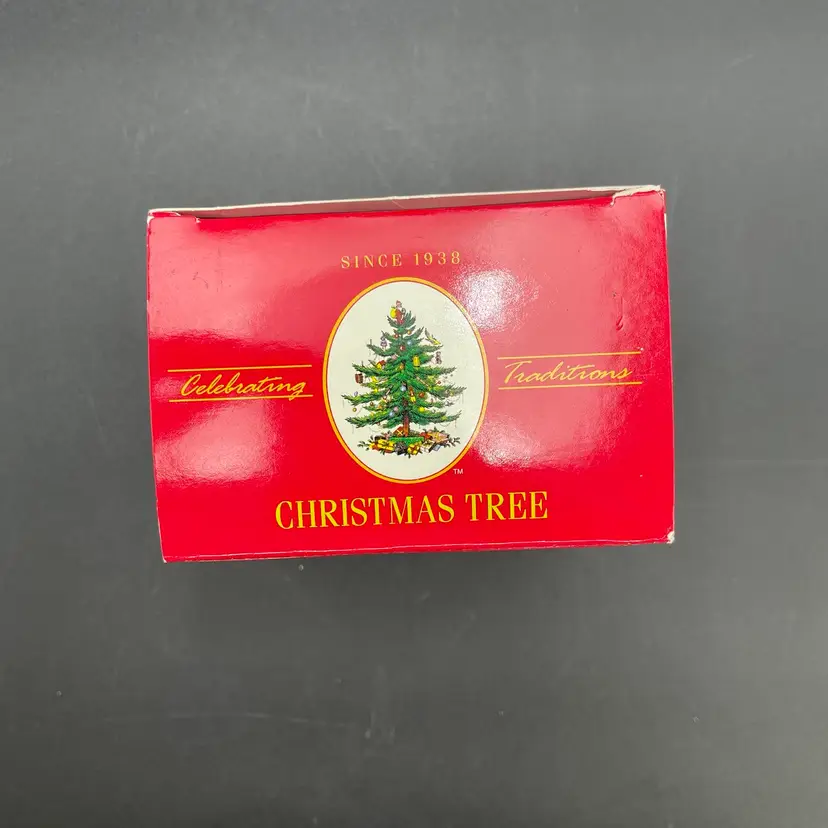 SINCE 1938
Celebrating
Traditions
TM
CHRISTMAS TREE